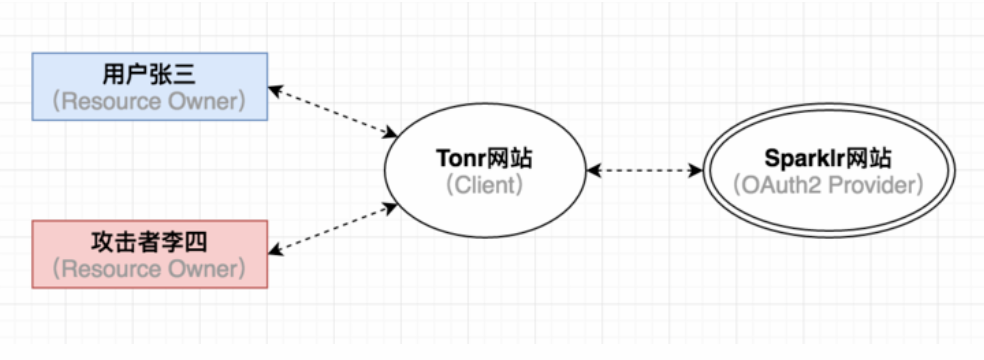 用户张三
（Resource Owner）
Tonr网站
（Client）
Sparklr网站
（OAuth2 Provider）
攻击者李四
（Resource Owner）